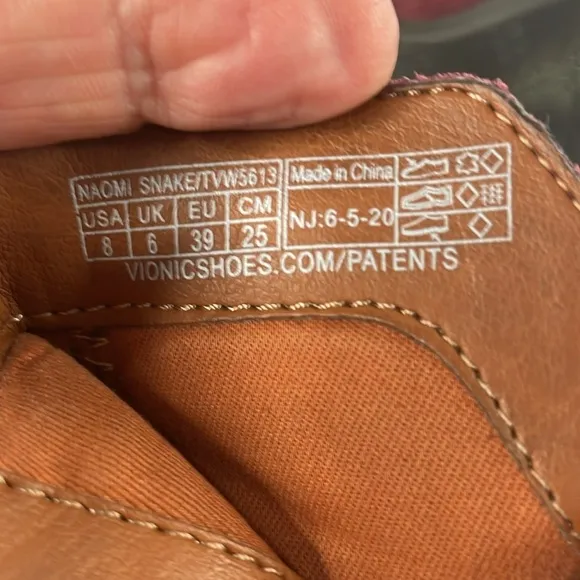 NAOMI SNAKE/TVW5613 Made in China
USA UK EU CM NJ:6-5-20
8 6 39 25
VIONICSHOES.COM/PATENTS